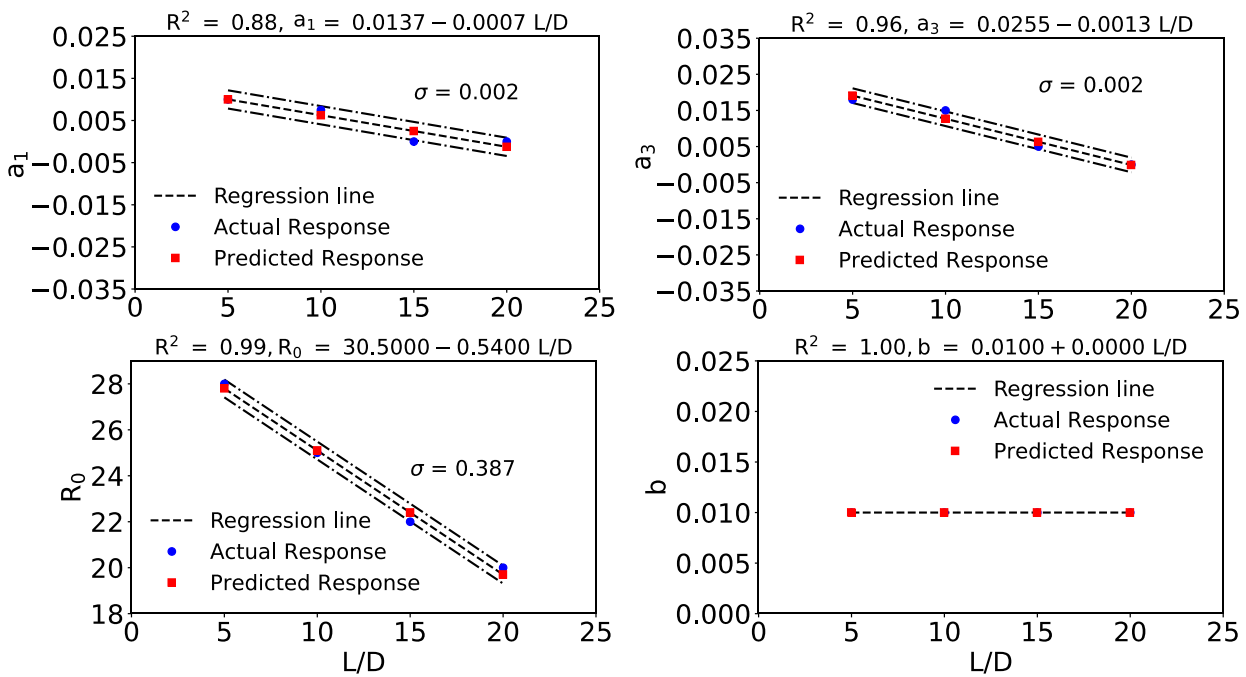 R² = 0.88, a₁ = 0.0137 − 0.0007 L/D
0.025
0.015
0.005
−0.005
−0.015
−0.025
−0.035
a₁
σ = 0.002
Regression line
Actual Response
Predicted Response
0 5 10 15 20 25
R² = 0.96, a₃ = 0.0255 − 0.0013 L/D
0.035
0.025
0.015
0.005
−0.005
−0.015
−0.025
−0.035
a₃
σ = 0.002
Regression line
Actual Response
Predicted Response
0 5 10 15 20 25
R² = 0.99, R₀ = 30.5000 − 0.5400 L/D
28
26
24
22
20
18
R₀
σ = 0.387
Regression line
Actual Response
Predicted Response
0 5 10 15 20 25
L/D
R² = 1.00, b = 0.0100 + 0.0000 L/D
0.025
0.020
0.015
0.010
0.005
0.000
b
Regression line
Actual Response
Predicted Response
0 5 10 15 20 25
L/D